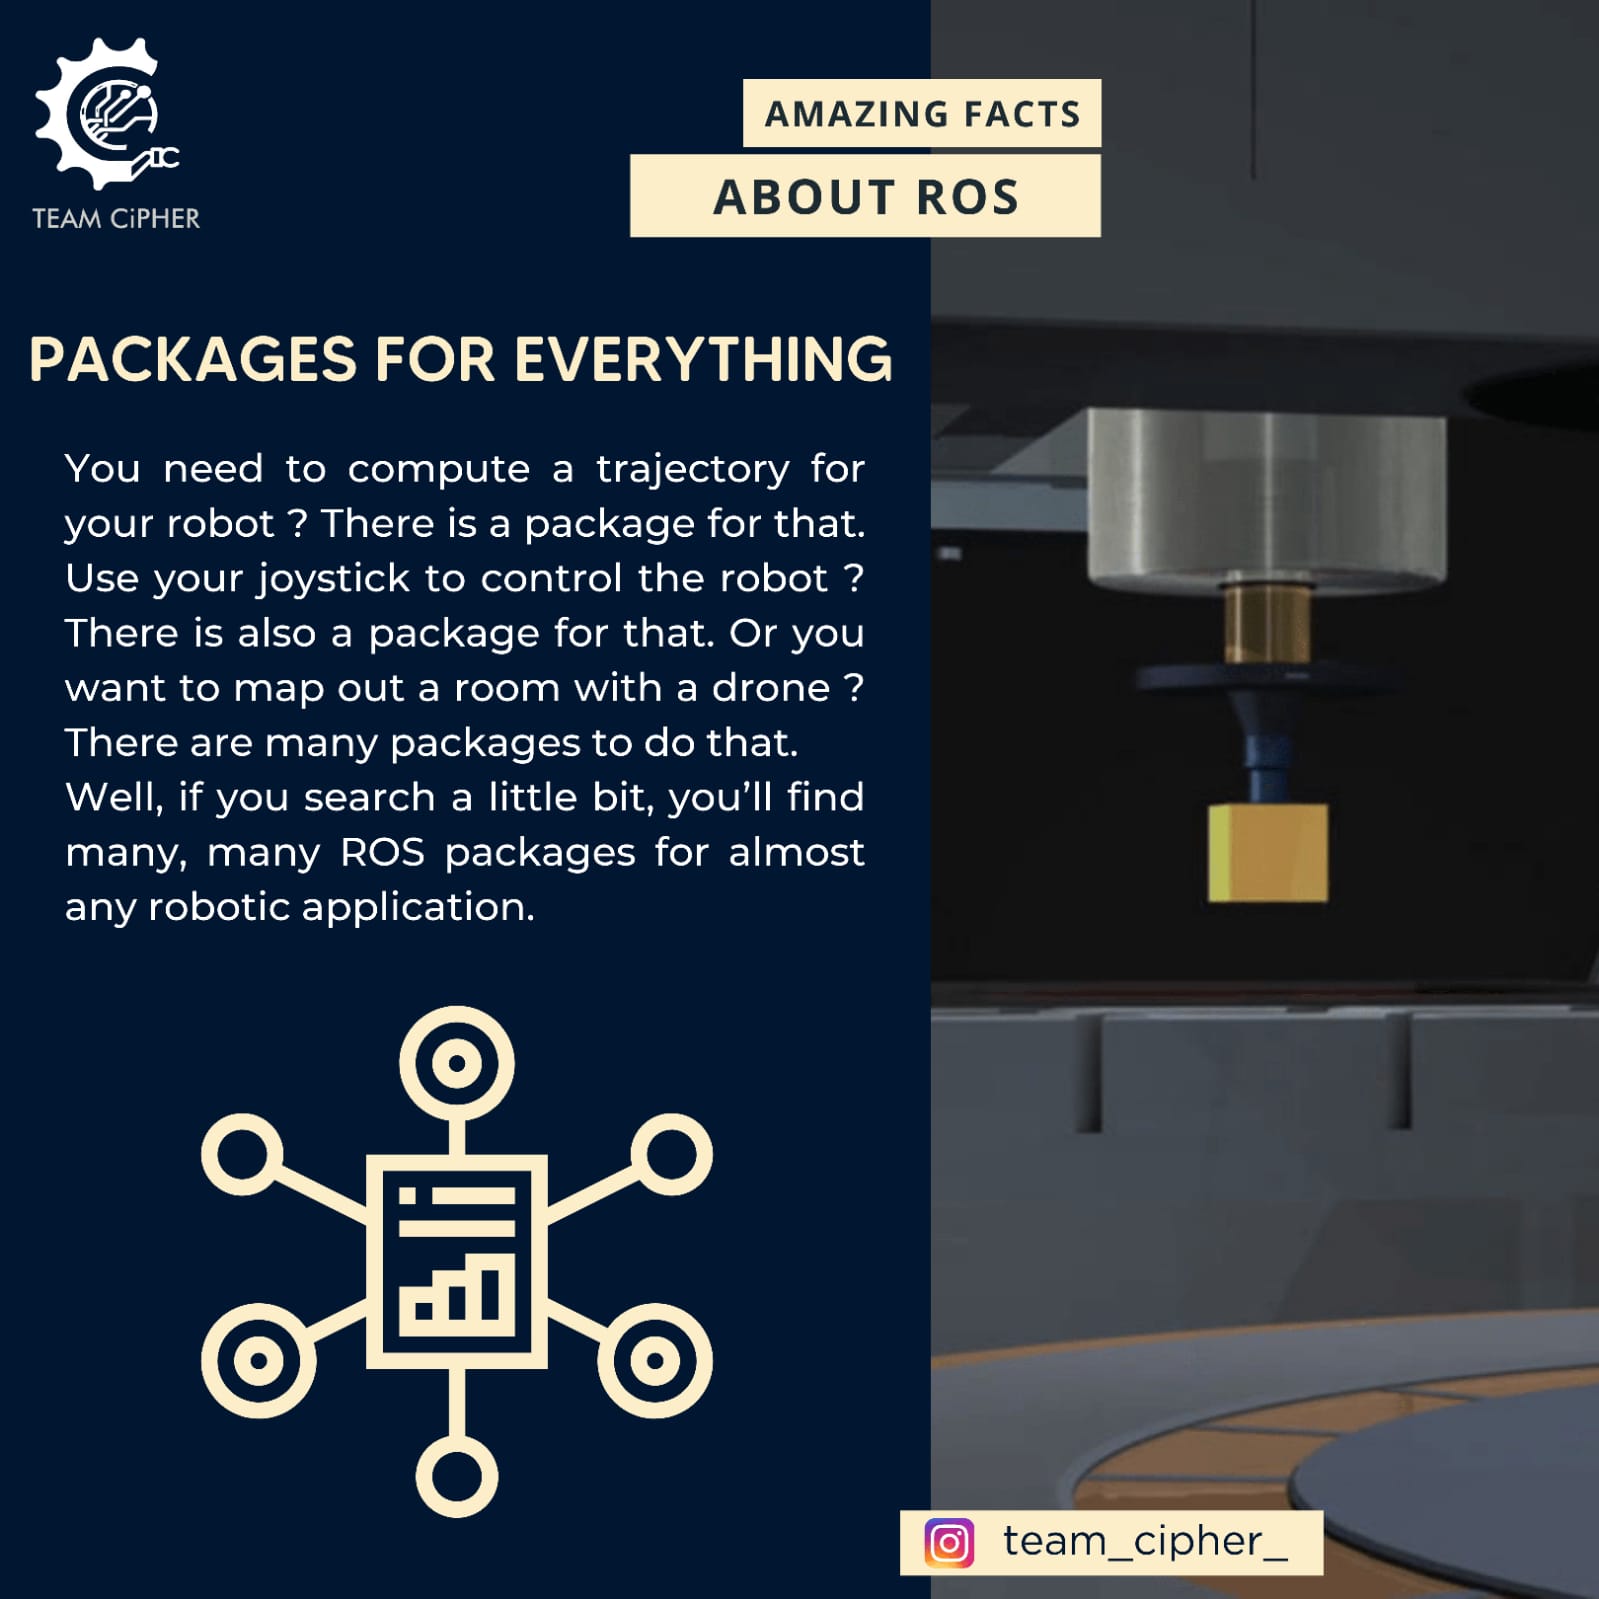 TEAM CiPHER
AMAZING FACTS
ABOUT ROS
PACKAGES FOR EVERYTHING
You need to compute a trajectory for
your robot ? There is a package for that.
Use your joystick to control the robot ?
There is also a package for that. Or you
want to map out a room with a drone ?
There are many packages to do that.
Well, if you search a little bit, you’ll find
many, many ROS packages for almost
any robotic application.
team_cipher_